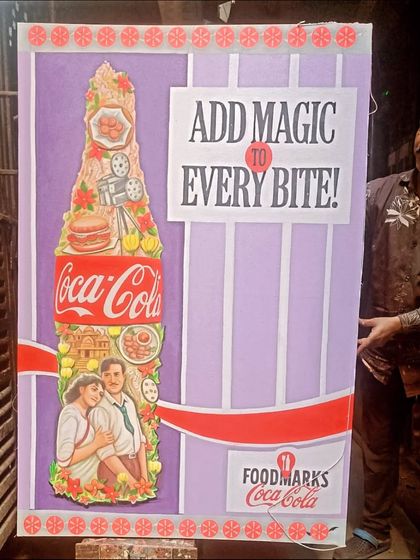 ADD MAGIC
TO
EVERY BITE!
Coca-Cola
FOODMARKS
Coca-Cola